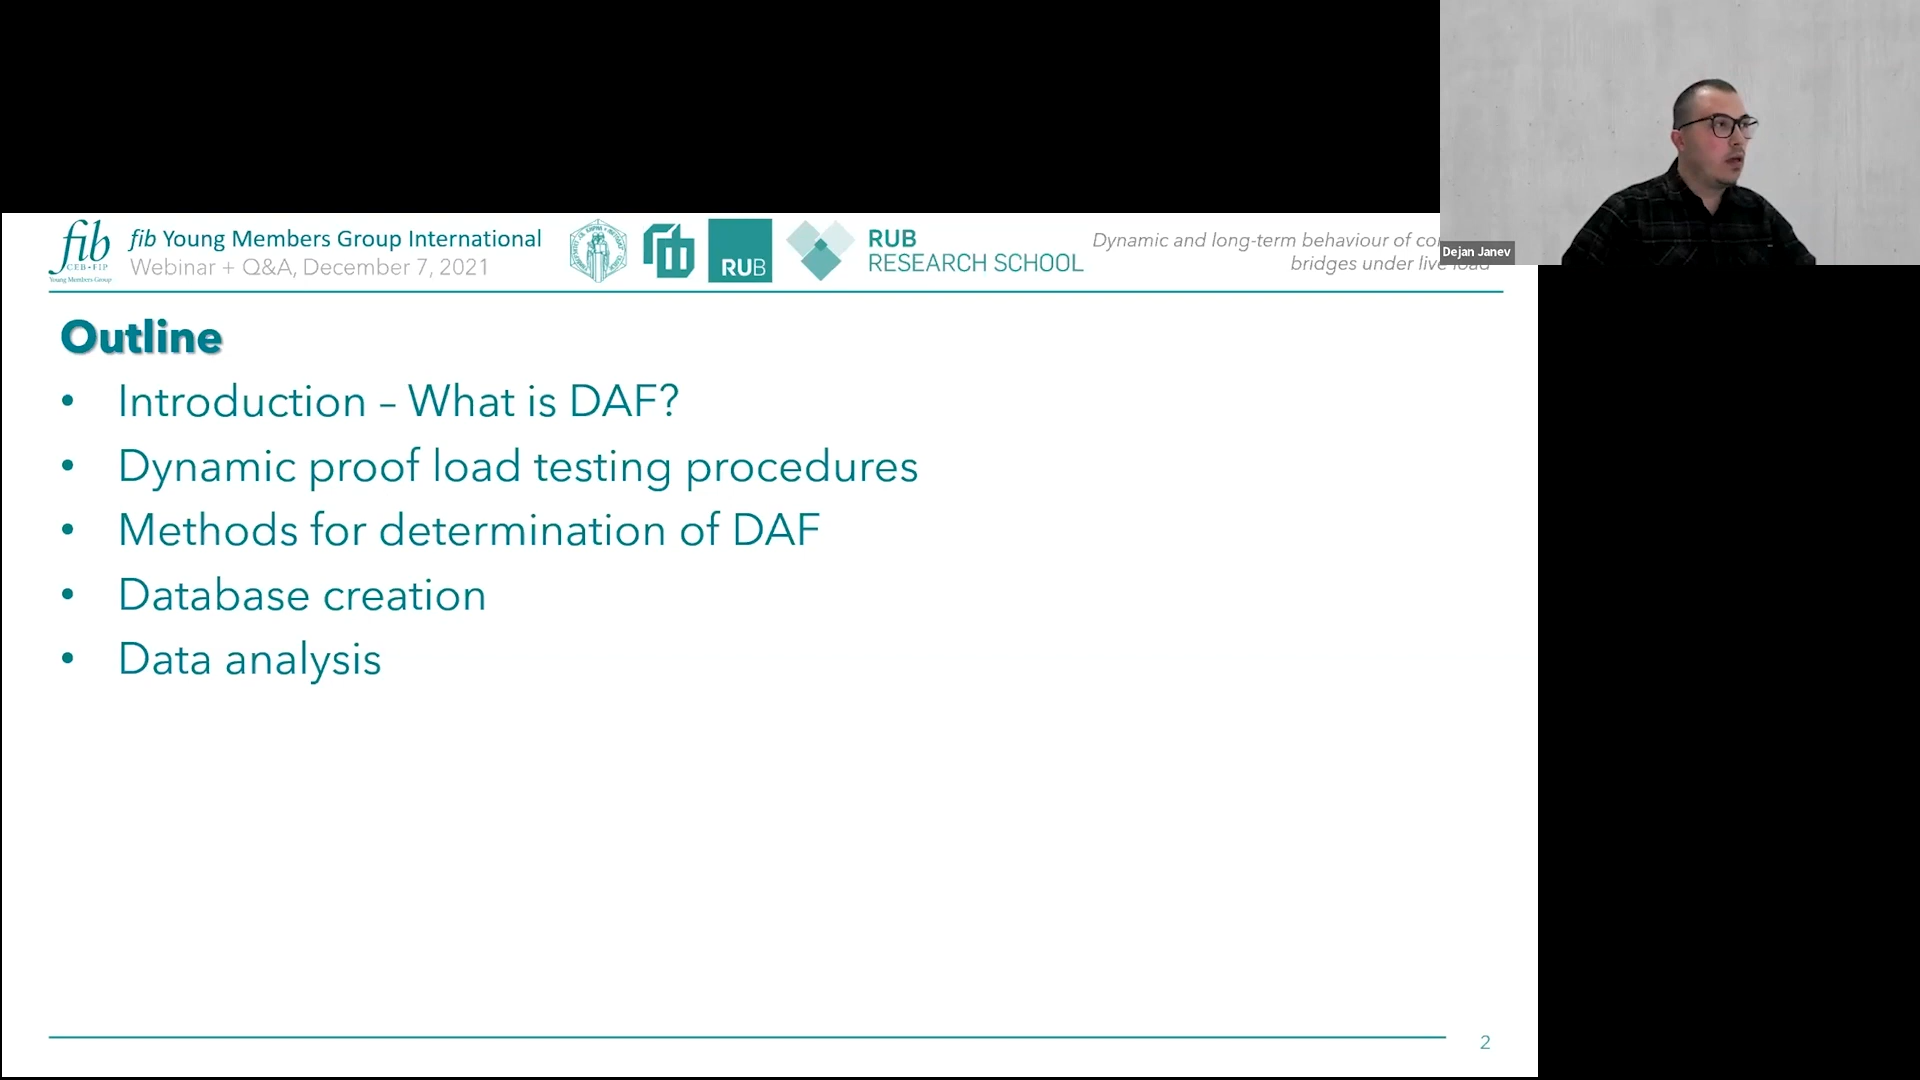 fib
CEB-FIP
Young Members Group
fib Young Members Group International
Webinar + Q&A, December 7, 2021
RUB
RUB
RESEARCH SCHOOL
Dynamic and long-term behaviour of
bridges under live load
Dejan Janev
Outline
• Introduction – What is DAF?
• Dynamic proof load testing procedures
• Methods for determination of DAF
• Database creation
• Data analysis
2